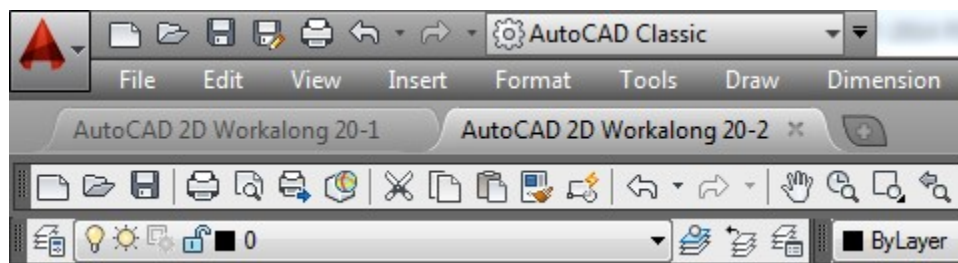 AutoCAD Classic
File Edit View Insert Format Tools Draw Dimension
AutoCAD 2D Workalong 20-1 AutoCAD 2D Workalong 20-2
0 ByLayer